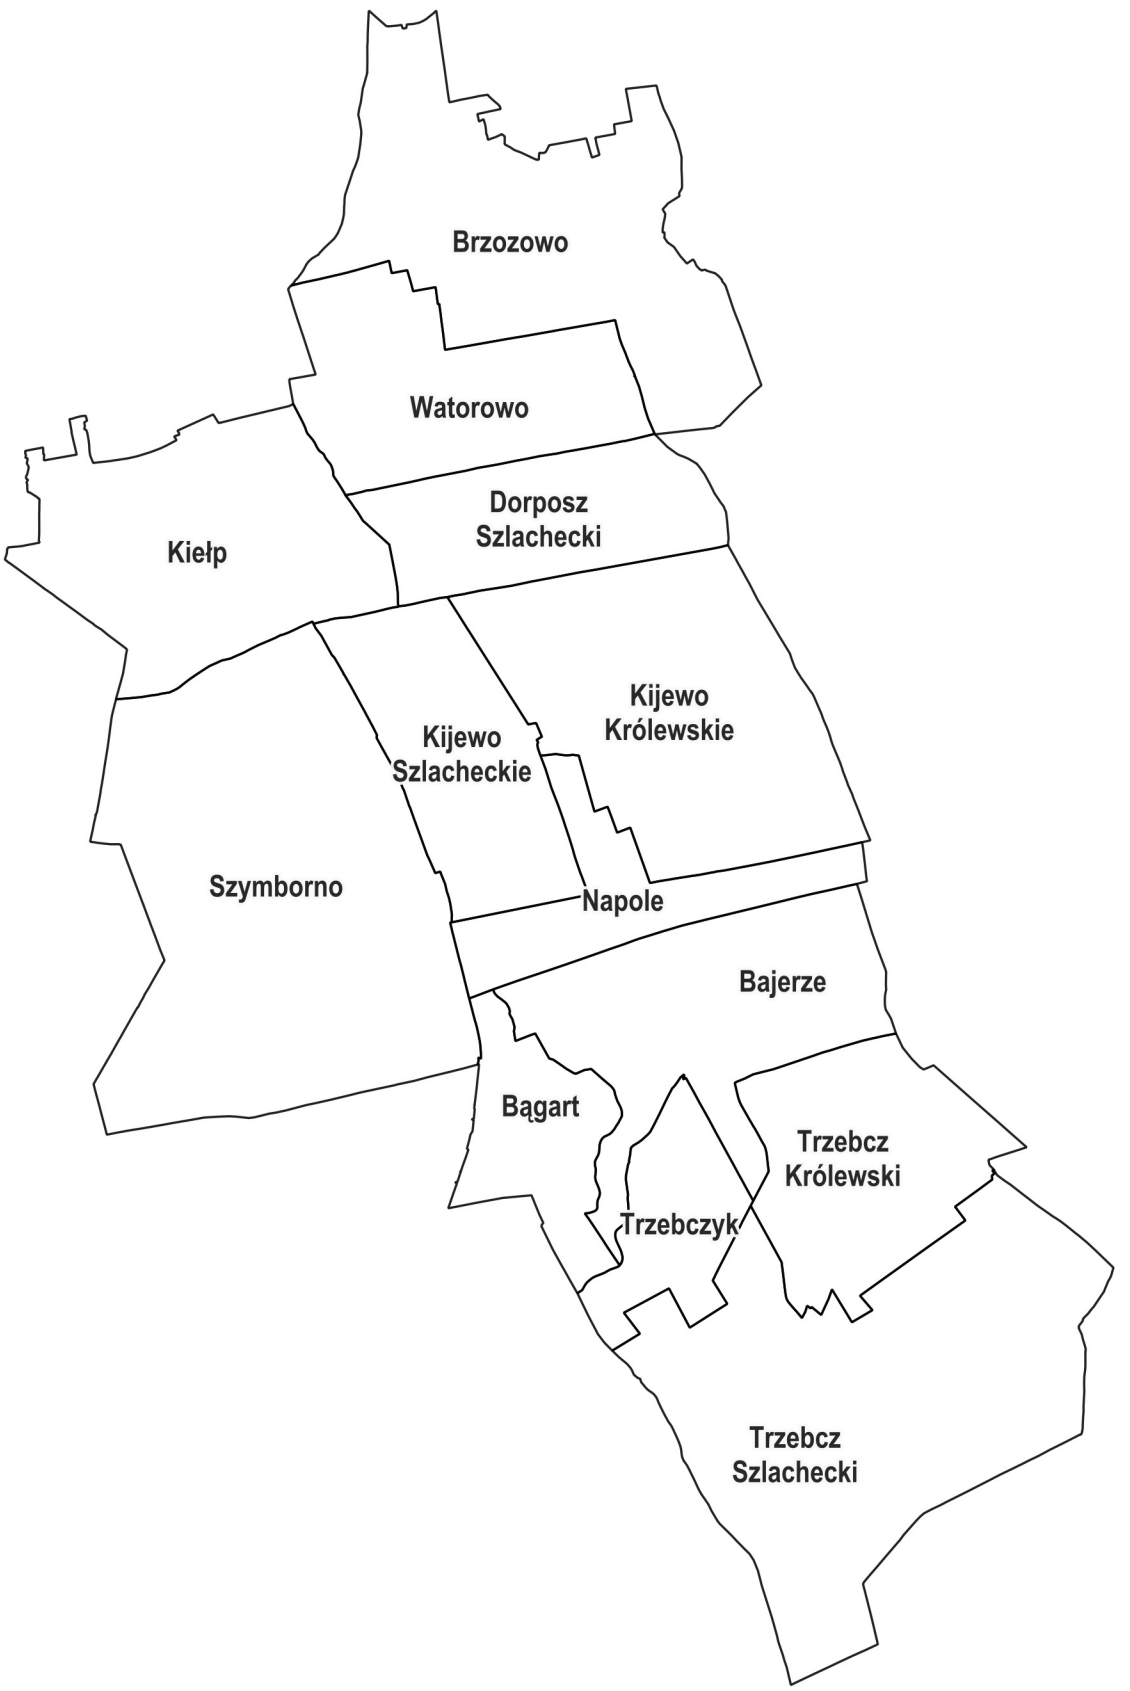 Brzozowo
Watorowo
Dorposz
Szlachecki
Kiełp
Kijewo
Królewskie
Kijewo
Szlacheckie
Szymborno
Napole
Bajerze
Bągart
Trzebcz
Królewski
Trzebczyk
Trzebcz
Szlachecki